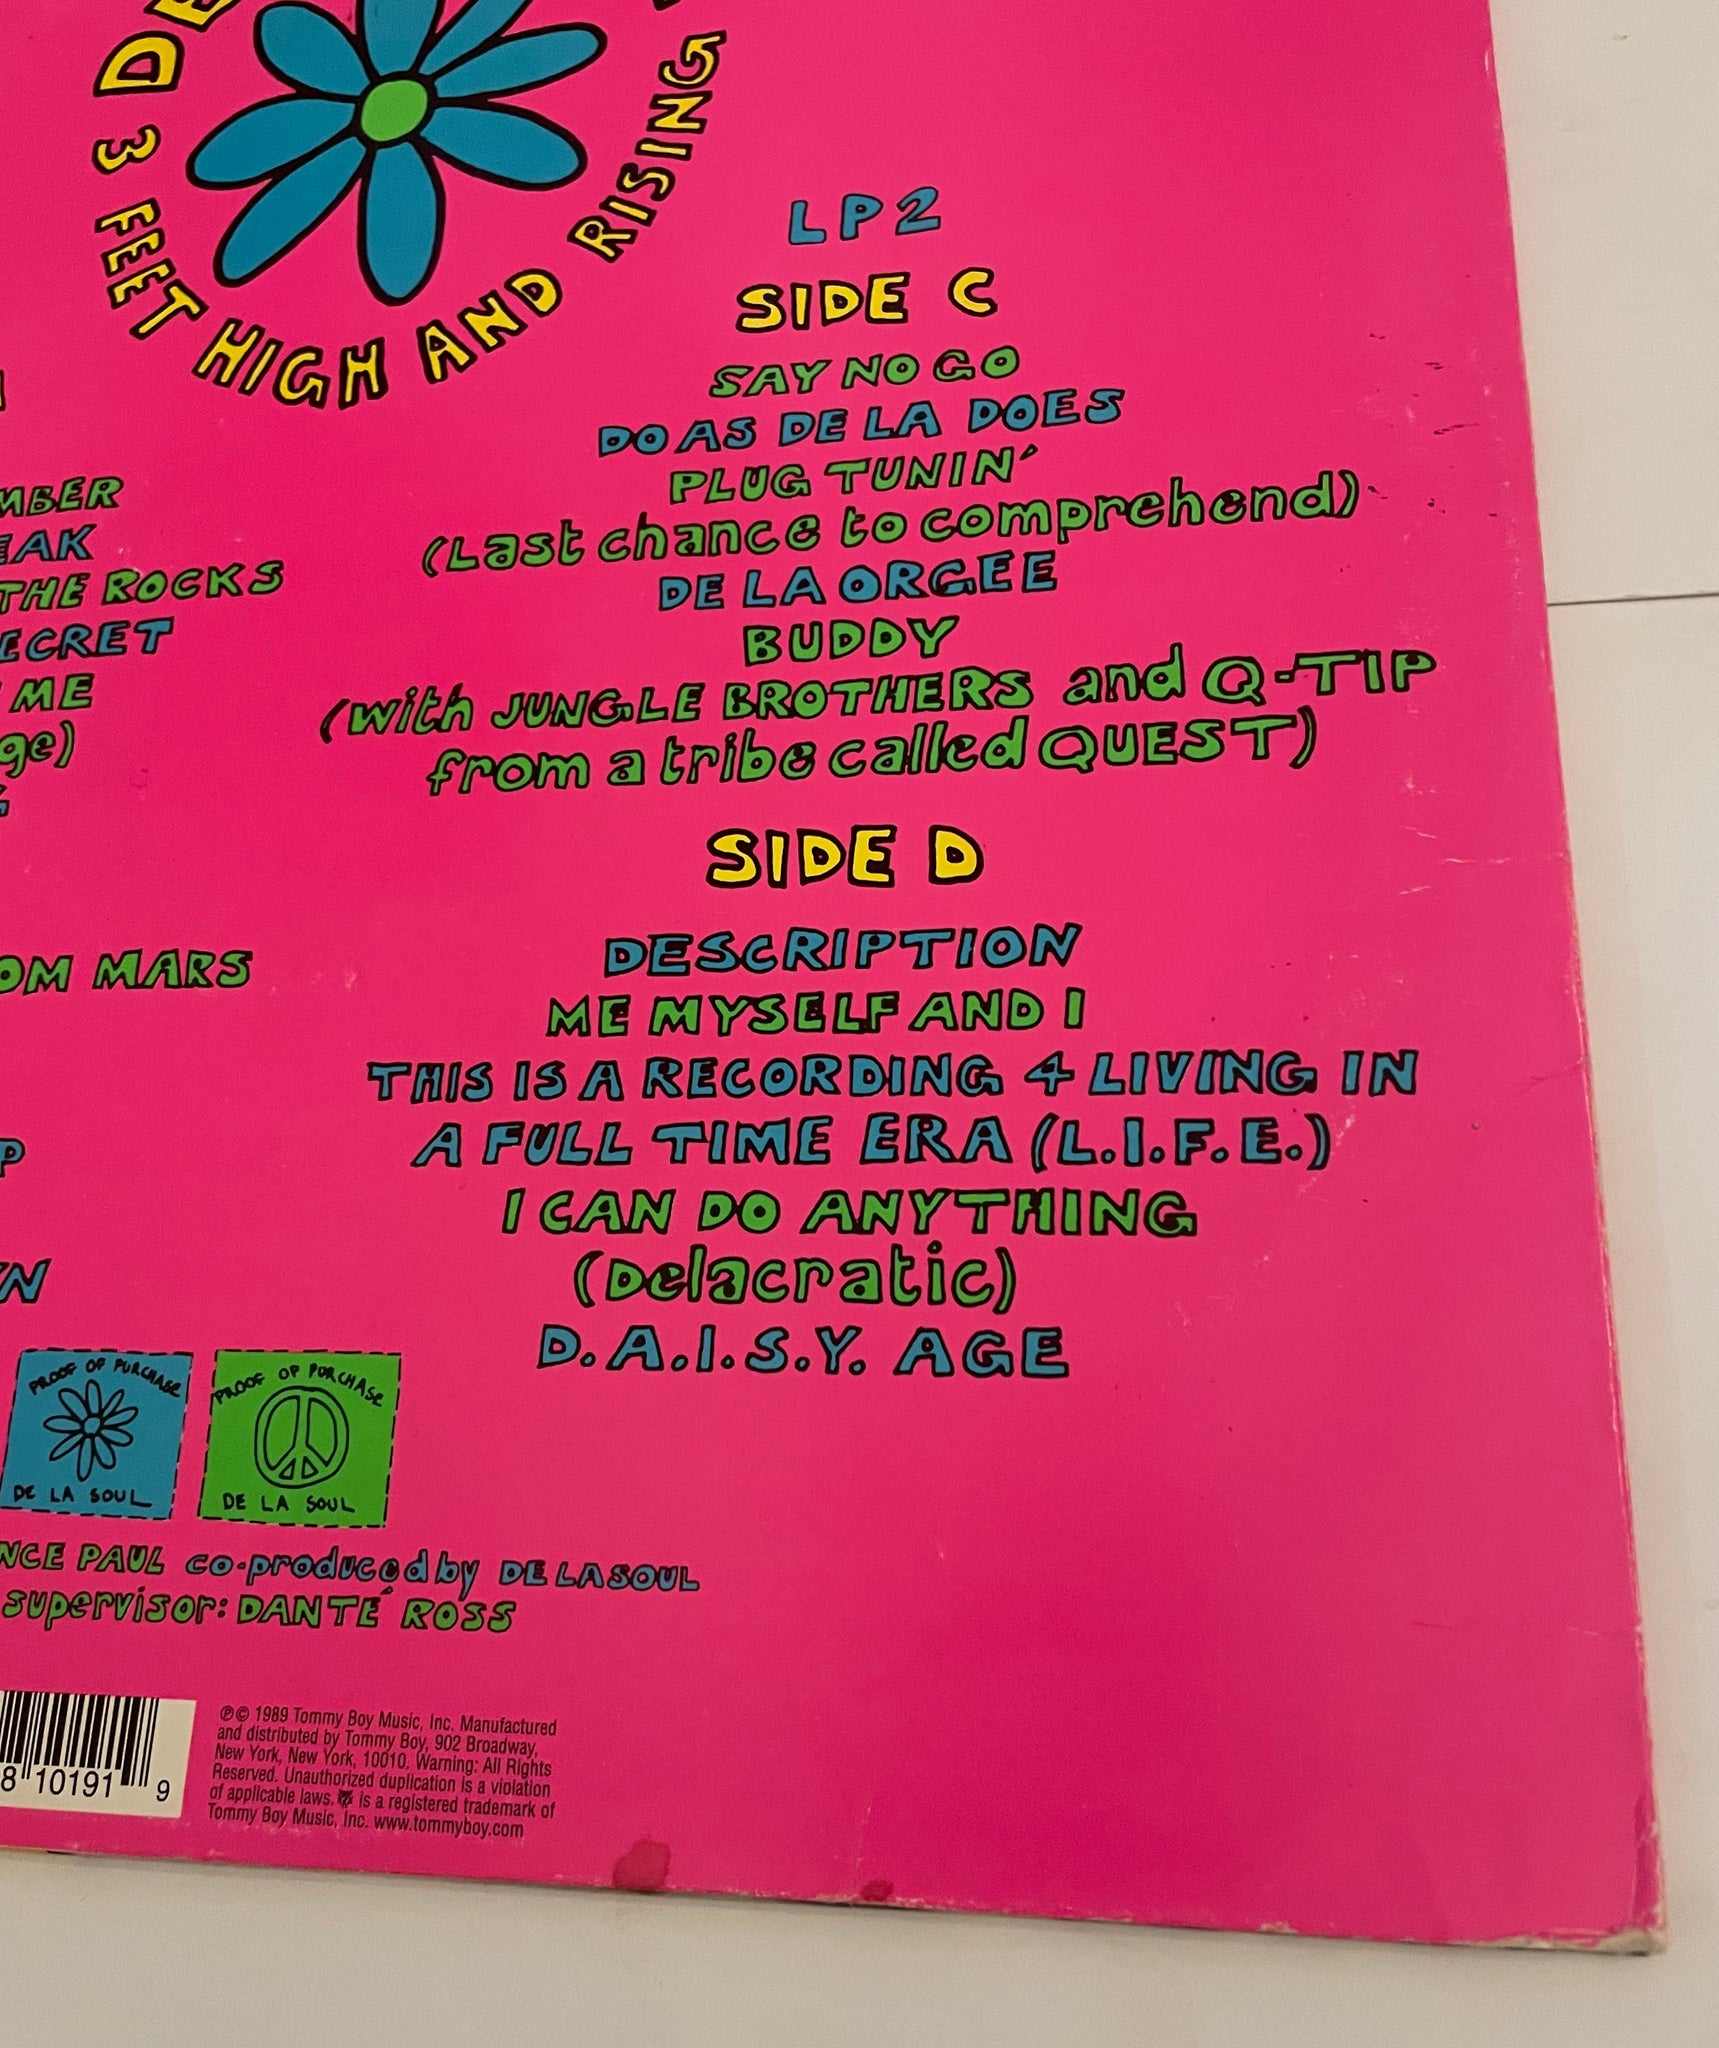 3 FEET HIGH AND RISING
THE ROCKS
ME
MARS
LP2
SIDE C
SAY NO GO
DO AS DE LA DOES
PLUG TUNIN'
(Last chance to comprehend)
DE LA ORGEE
BUDDY
(with JUNGLE BROTHERS and Q-TIP
from a tribe called QUEST)
SIDE D
DESCRIPTION
ME MYSELF AND I
THIS IS A RECORDING 4 LIVING IN
A FULL TIME ERA (L.I.F.E.)
I CAN DO ANYTHING
(Delacratic)
D.A.I.S.Y. AGE
PROOF OF PURCHASE
DE LA SOUL
PROOF OF PURCHASE
DE LA SOUL
PAUL co-produced by DE LA SOUL
supervisor: DANTÉ ROSS
8 10191 9
℗© 1989 Tommy Boy Music, Inc. Manufactured
and distributed by Tommy Boy, 902 Broadway,
New York, New York, 10010. Warning: All Rights
Reserved. Unauthorized duplication is a violation
of applicable laws. is a registered trademark of
Tommy Boy Music, Inc. www.tommyboy.com